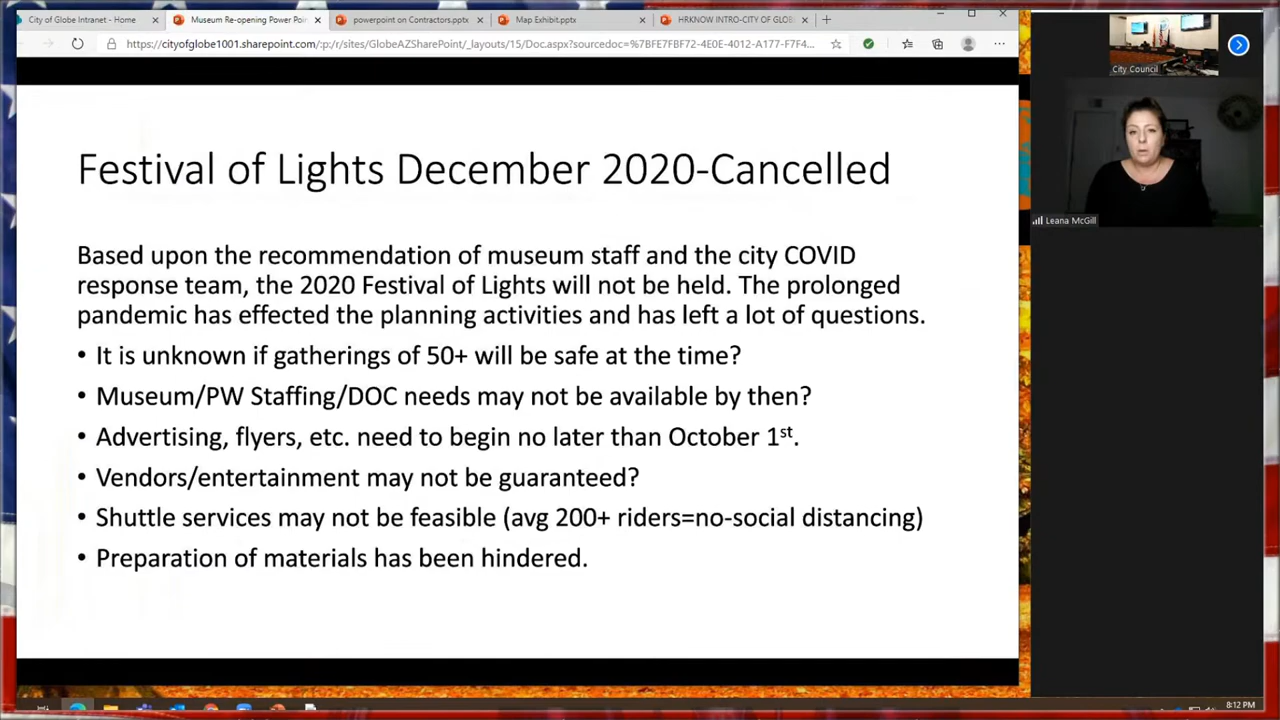 City of Globe Intranet - Home
Museum Re-opening Power Poi
powerpoint on Contractors.pptx
Map Exhibit.pptx
HRKNOW INTRO-CITY OF GLOB
https://cityofglobe1001.sharepoint.com/:p:/r/sites/GlobeAZSharePoint/_layouts/15/Doc.aspx?sourcedoc=%7BFE7FBF72-4E0E-4012-A177-F7F4...
City Council
Leana McGill
Festival of Lights December 2020-Cancelled
Based upon the recommendation of museum staff and the city COVID
response team, the 2020 Festival of Lights will not be held. The prolonged
pandemic has effected the planning activities and has left a lot of questions.
• It is unknown if gatherings of 50+ will be safe at the time?
• Museum/PW Staffing/DOC needs may not be available by then?
• Advertising, flyers, etc. need to begin no later than October 1st.
• Vendors/entertainment may not be guaranteed?
• Shuttle services may not be feasible (avg 200+ riders=no-social distancing)
• Preparation of materials has been hindered.
8:12 PM